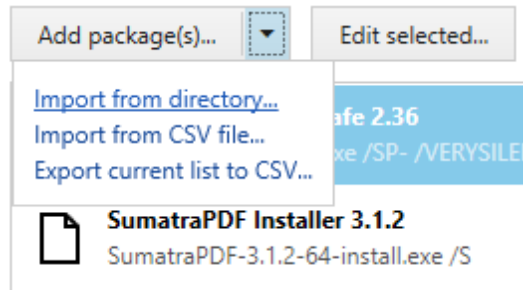 Add package(s)... Edit selected...
Import from directory...
Import from CSV file...
Export current list to CSV...
afe 2.36
xe /SP- /VERYSILE
SumatraPDF Installer 3.1.2
SumatraPDF-3.1.2-64-install.exe /S